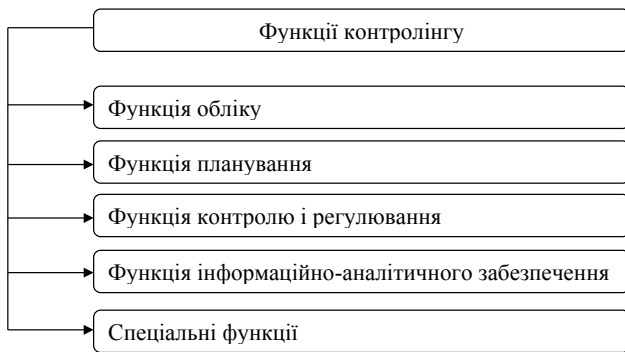 Функції контролінгу
Функція обліку
Функція планування
Функція контролю і регулювання
Функція інформаційно-аналітичного забезпечення
Спеціальні функції